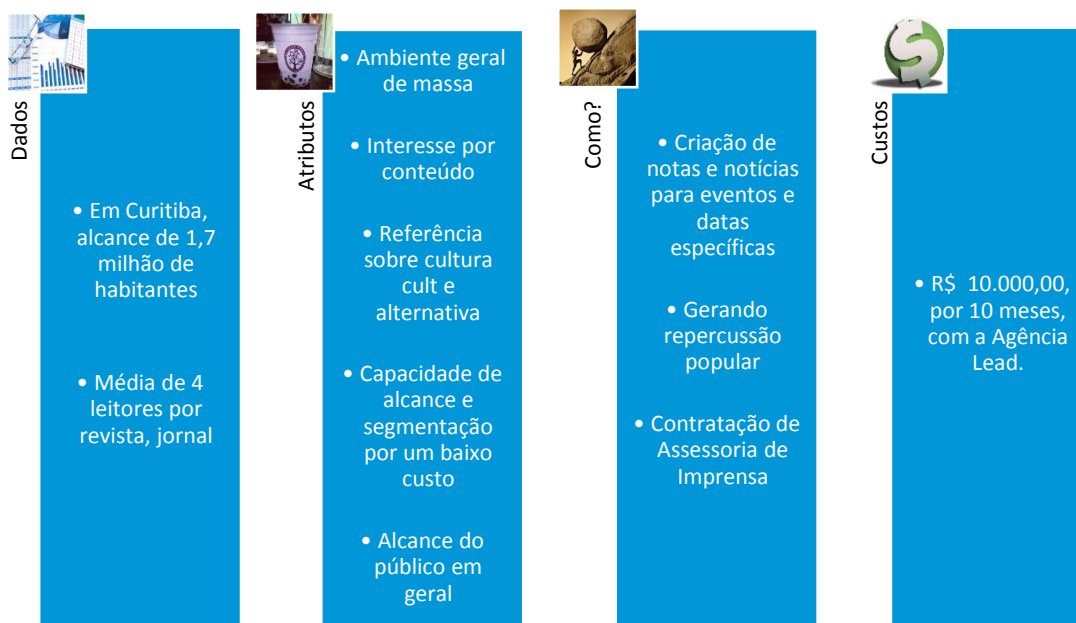 Dados
• Em Curitiba,
alcance de 1,7
milhão de
habitantes
• Média de 4
leitores por
revista, jornal
Atributos
• Ambiente geral
de massa
• Interesse por
conteúdo
• Referência
sobre cultura
cult e
alternativa
• Capacidade de
alcance e
segmentação
por um baixo
custo
• Alcance do
público em
geral
Como?
• Criação de
notas e notícias
para eventos e
datas
específicas
• Gerando
repercussão
popular
• Contratação de
Assessoria de
Imprensa
Custos
• R$ 10.000,00,
por 10 meses,
com a Agência
Lead.